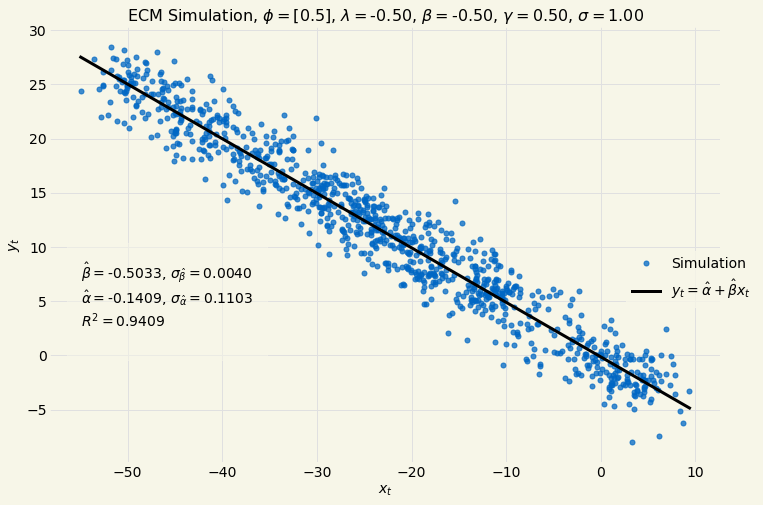 ECM Simulation, ϕ = [0.5], λ = -0.50, β = -0.50, γ = 0.50, σ = 1.00
30
25
20
15
10
5
0
−5
y_t
β̂ = -0.5033, σ_β̂ = 0.0040
α̂ = -0.1409, σ_α̂ = 0.1103
R² = 0.9409
Simulation
y_t = α̂ + β̂x_t
−50 −40 −30 −20 −10 0 10
x_t